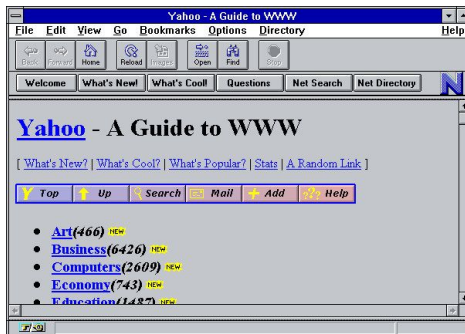 Yahoo - A Guide to WWW
File Edit View Go Bookmarks Options Directory Help
Back Forward Home Reload Images Open Find Stop
Welcome What's New! What's Cool! Questions Net Search Net Directory
N
Yahoo - A Guide to WWW
[ What's New? | What's Cool? | What's Popular? | Stats | A Random Link ]
Y Top Up Search Mail + Add ??? Help
Art(466) NEW
Business(6426) NEW
Computers(2609) NEW
Economy(743) NEW
Education(1487) NEW